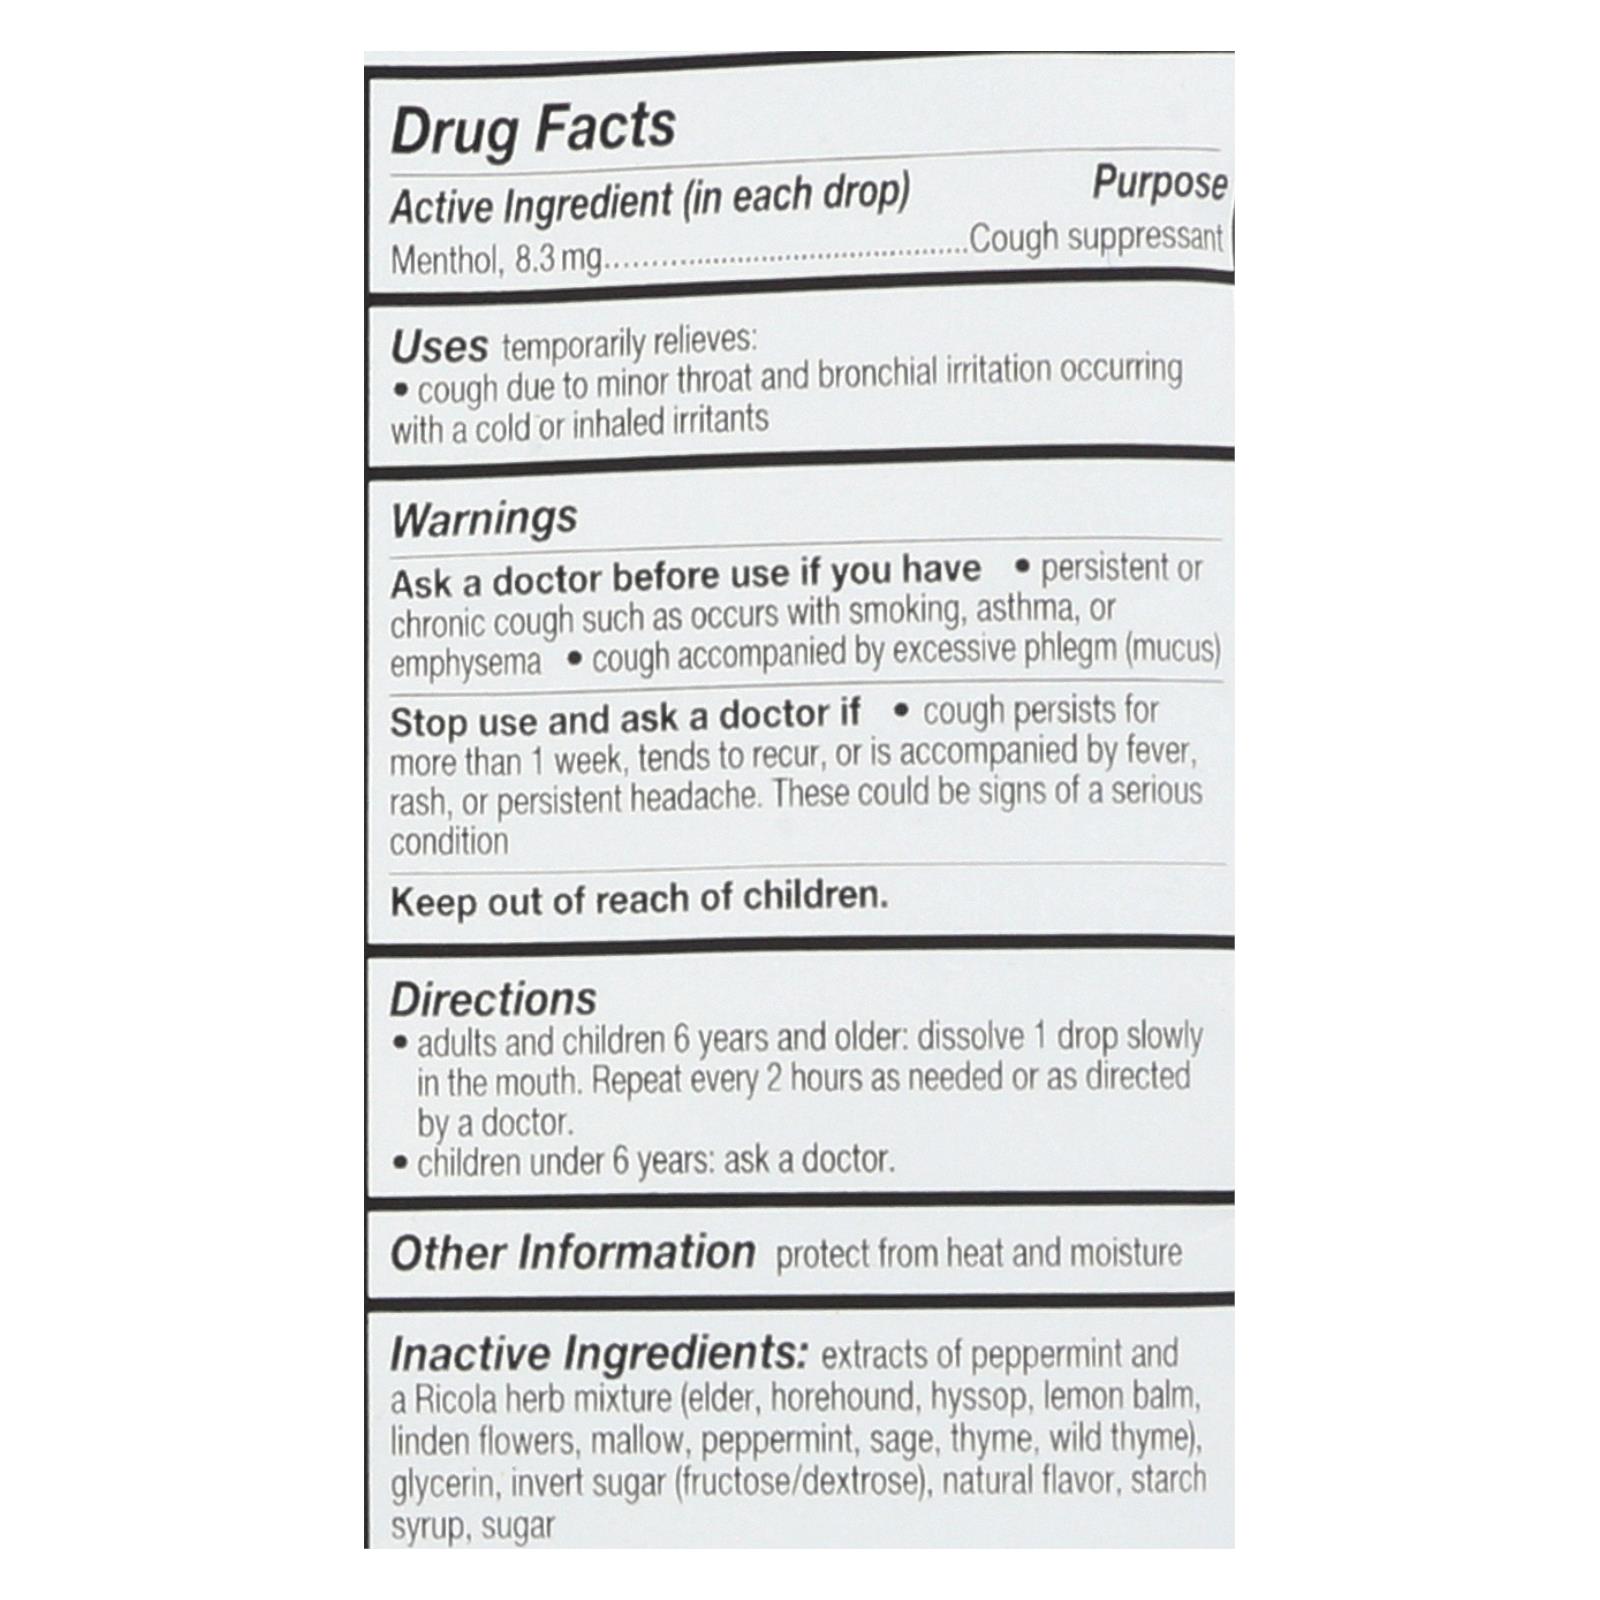 Drug Facts
Active Ingredient (in each drop) Purpose
Menthol, 8.3 mg.............................................Cough suppressant
Uses temporarily relieves:
• cough due to minor throat and bronchial irritation occurring
with a cold or inhaled irritants
Warnings
Ask a doctor before use if you have • persistent or
chronic cough such as occurs with smoking, asthma, or
emphysema • cough accompanied by excessive phlegm (mucus)
Stop use and ask a doctor if • cough persists for
more than 1 week, tends to recur, or is accompanied by fever,
rash, or persistent headache. These could be signs of a serious
condition
Keep out of reach of children.
Directions
• adults and children 6 years and older: dissolve 1 drop slowly
in the mouth. Repeat every 2 hours as needed or as directed
by a doctor.
• children under 6 years: ask a doctor.
Other Information protect from heat and moisture
Inactive Ingredients: extracts of peppermint and
a Ricola herb mixture (elder, horehound, hyssop, lemon balm,
linden flowers, mallow, peppermint, sage, thyme, wild thyme),
glycerin, invert sugar (fructose/dextrose), natural flavor, starch
syrup, sugar